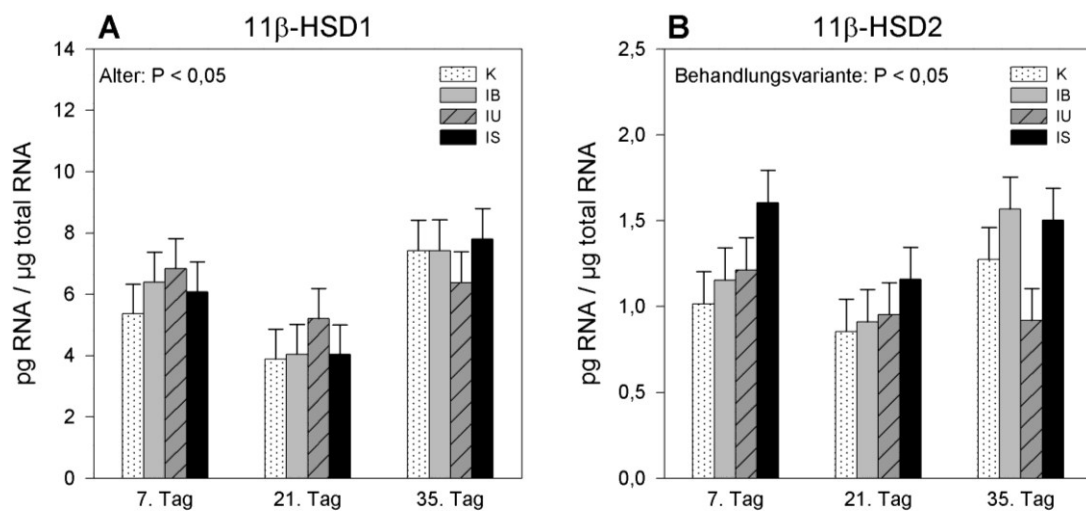 A
11β-HSD1
14
12
10
8
6
4
2
0
pg RNA / µg total RNA
Alter: P < 0,05
K
IB
IU
IS
7. Tag
21. Tag
35. Tag
B
11β-HSD2
2,5
2,0
1,5
1,0
0,5
0,0
pg RNA / µg total RNA
Behandlungsvariante: P < 0,05
K
IB
IU
IS
7. Tag
21. Tag
35. Tag